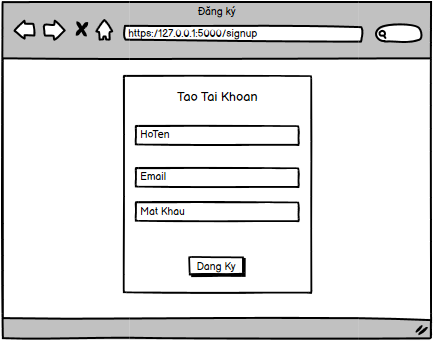 Đăng ký
https:/127.0.0.1:5000/signup
Tao Tai Khoan
HoTen
Email
Mat Khau
Dang Ky